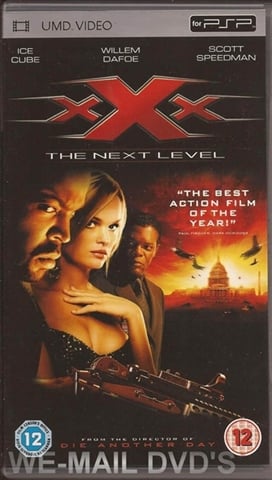 UMD VIDEO
for PSP
ICE CUBE
WILLEM DAFOE
SCOTT SPEEDMAN
xXx
THE NEXT LEVEL
"THE BEST
ACTION FILM
OF THE
YEAR!"
12
12
FROM THE DIRECTOR OF
DIE ANOTHER DAY
WE-MAIL DVD'S